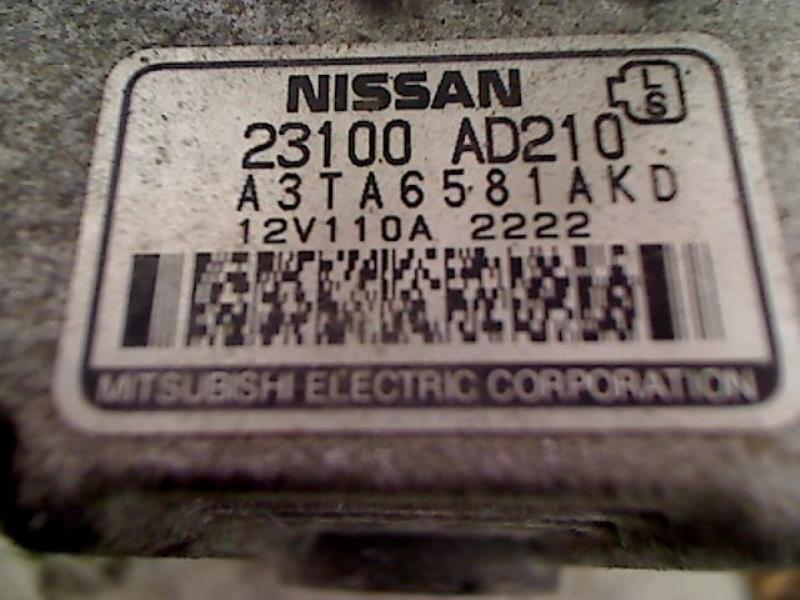 NISSAN
L
S
23100 AD210
A3TA6581AKD
12V110A 2222
MITSUBISHI ELECTRIC CORPORATION